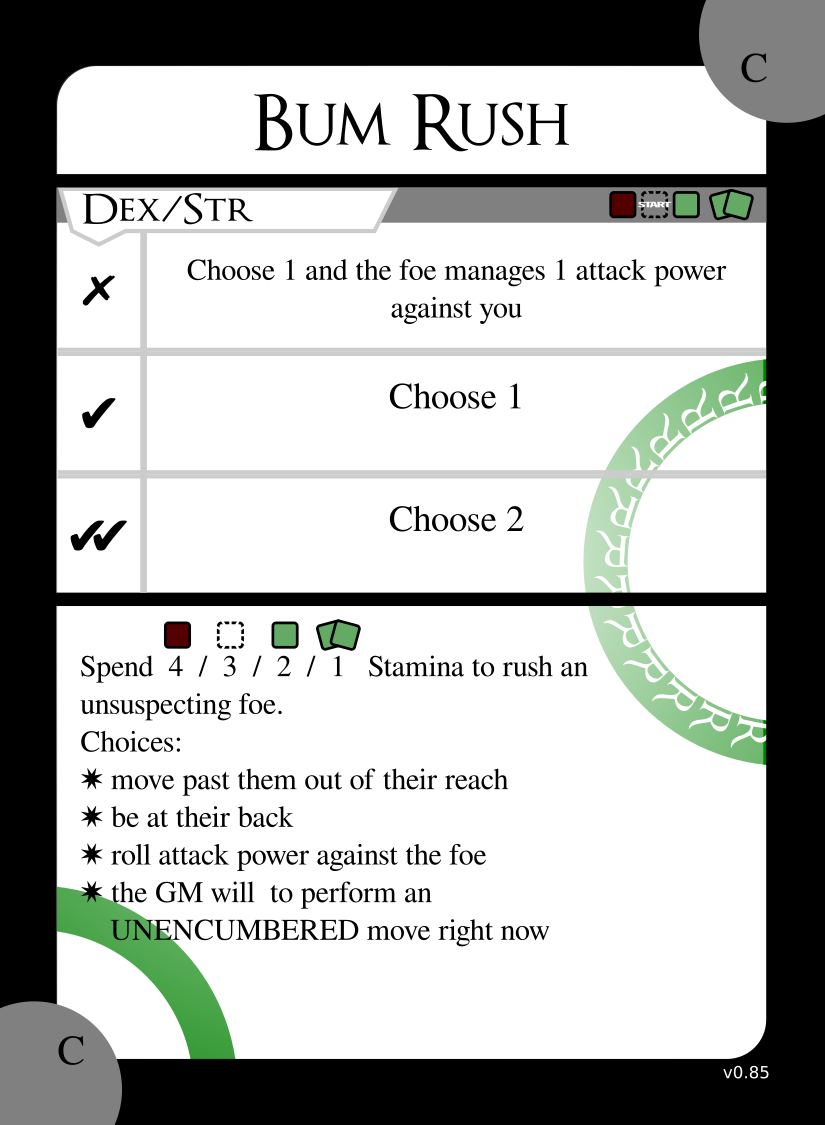 C
Bum Rush
Dex/Str
START
✗ Choose 1 and the foe manages 1 attack power
against you
✔ Choose 1
✔✔ Choose 2
Spend 4 / 3 / 2 / 1 Stamina to rush an
unsuspecting foe.
Choices:
✷ move past them out of their reach
✷ be at their back
✷ roll attack power against the foe
✷ the GM will  to perform an
UNENCUMBERED move right now
C
v0.85